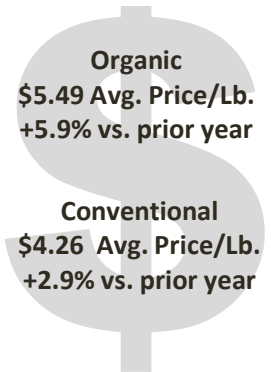 Organic
$5.49 Avg. Price/Lb.
+5.9% vs. prior year
Conventional
$4.26 Avg. Price/Lb.
+2.9% vs. prior year